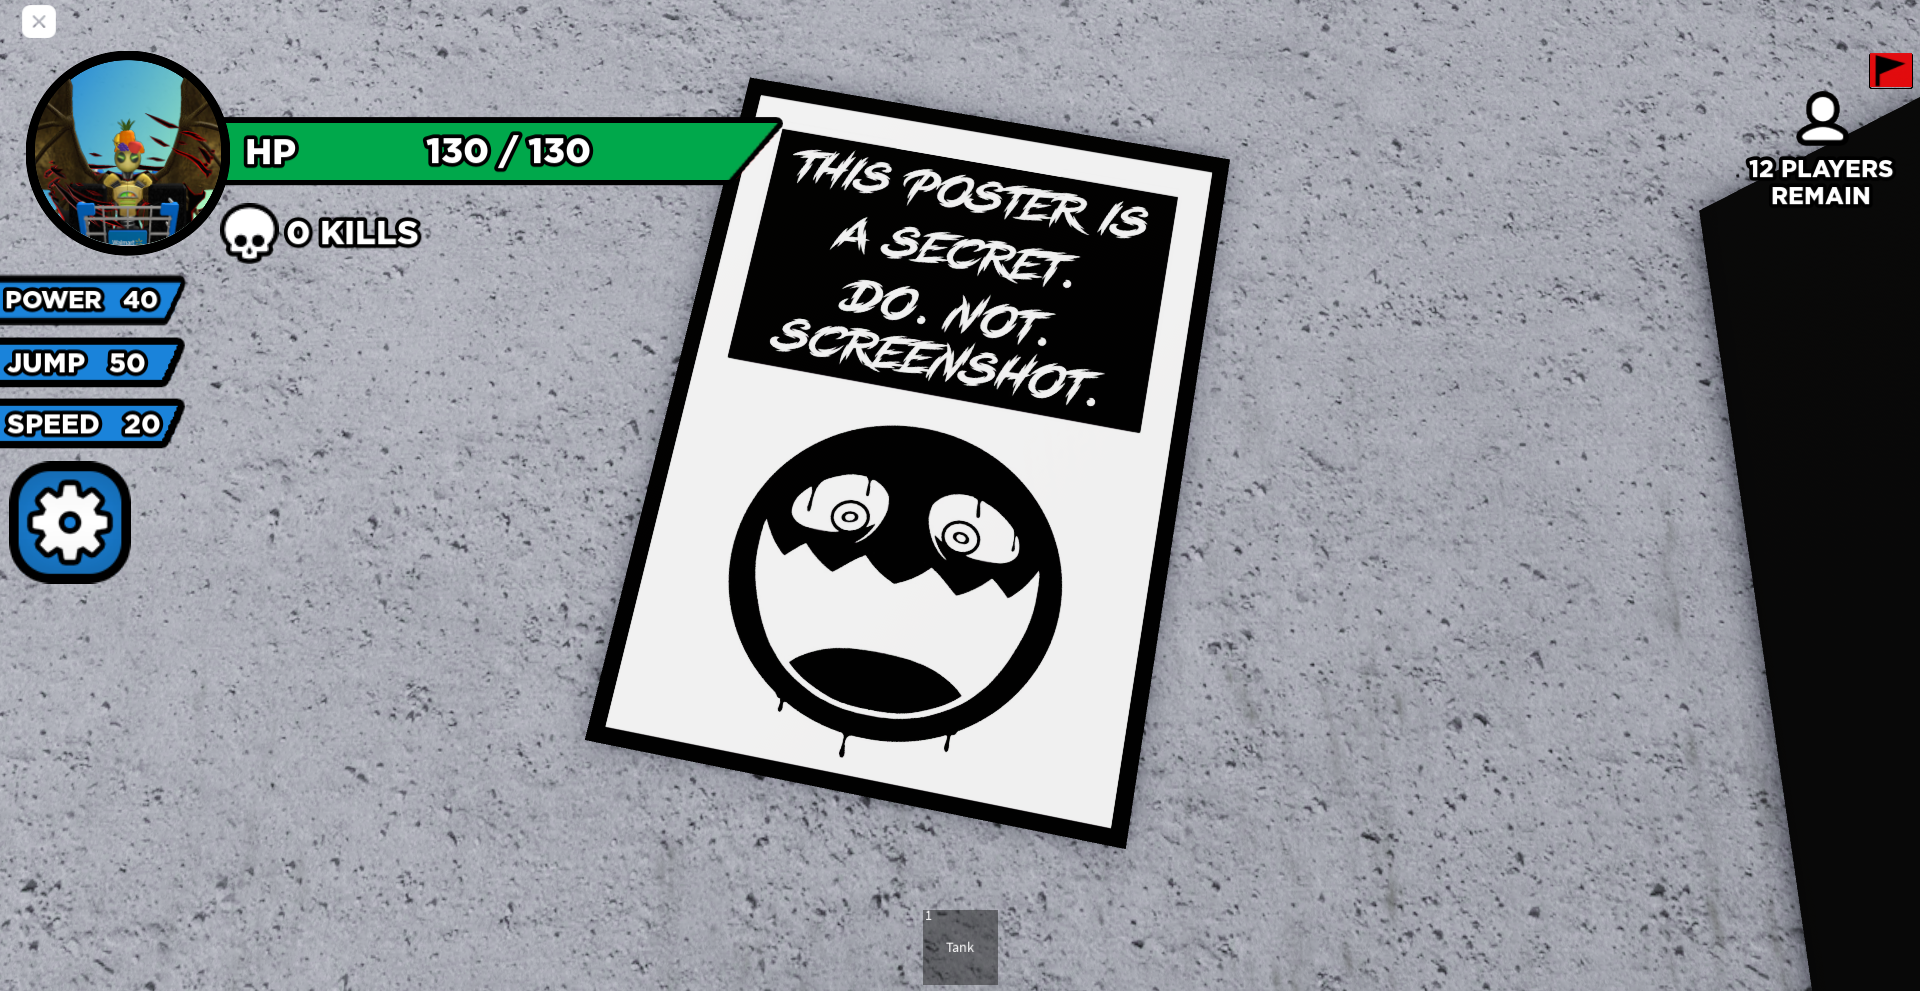 HP 130 / 130
0 KILLS
POWER 40
JUMP 50
SPEED 20
THIS POSTER IS
A SECRET.
DO. NOT.
SCREENSHOT.
12 PLAYERS
REMAIN
1
Tank
Walmart